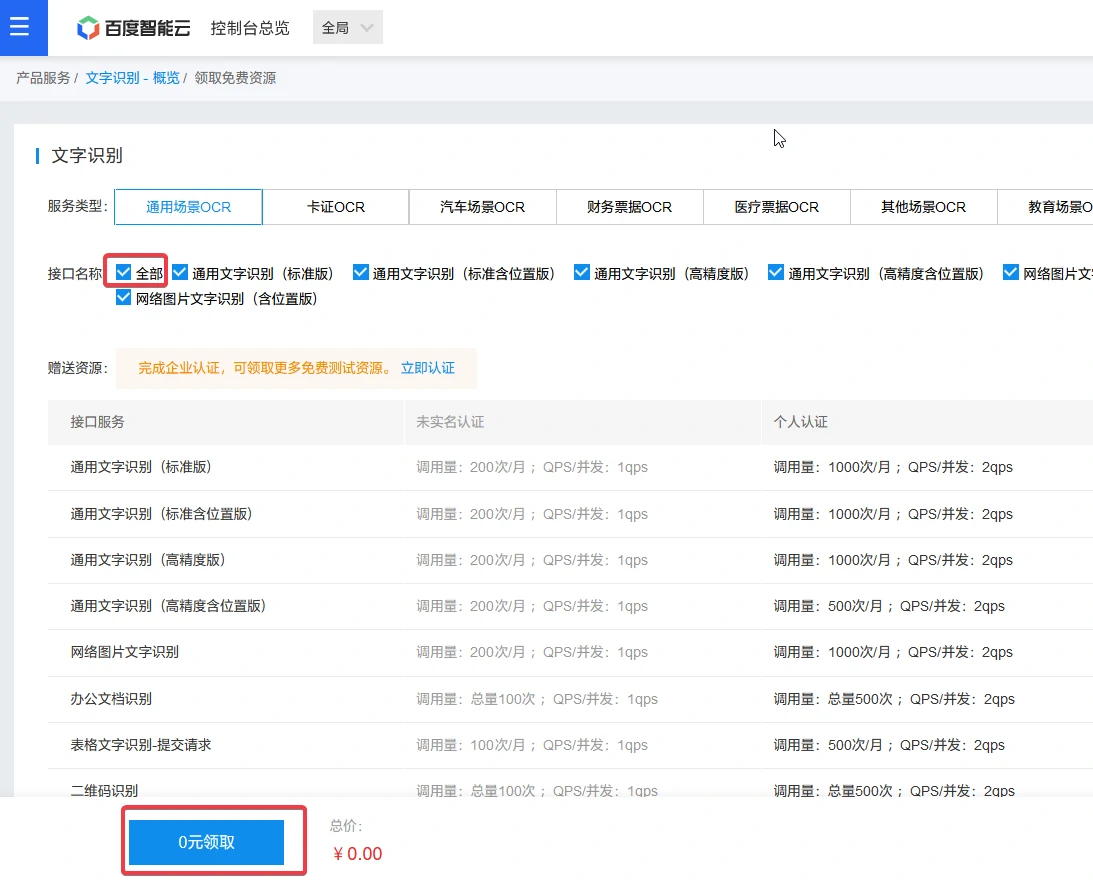 百度智能云 控制台总览 全局
产品服务 / 文字识别 - 概览 / 领取免费资源
文字识别
服务类型: 通用场景OCR 卡证OCR 汽车场景OCR 财务票据OCR 医疗票据OCR 其他场景OCR 教育场景O
接口名称 全部 通用文字识别（标准版） 通用文字识别（标准含位置版） 通用文字识别（高精度版） 通用文字识别（高精度含位置版） 网络图片文
网络图片文字识别（含位置版）
赠送资源: 完成企业认证，可领取更多免费测试资源。 立即认证
接口服务 未实名认证 个人认证
通用文字识别（标准版） 调用量：200次/月； QPS/并发：1qps 调用量：1000次/月； QPS/并发：2qps
通用文字识别（标准含位置版） 调用量：200次/月； QPS/并发：1qps 调用量：1000次/月； QPS/并发：2qps
通用文字识别（高精度版） 调用量：200次/月； QPS/并发：1qps 调用量：1000次/月； QPS/并发：2qps
通用文字识别（高精度含位置版） 调用量：200次/月； QPS/并发：1qps 调用量：500次/月； QPS/并发：2qps
网络图片文字识别 调用量：200次/月； QPS/并发：1qps 调用量：1000次/月； QPS/并发：2qps
办公文档识别 调用量：总量100次； QPS/并发：1qps 调用量：总量500次； QPS/并发：2qps
表格文字识别-提交请求 调用量：100次/月； QPS/并发：1qps 调用量：500次/月； QPS/并发：2qps
二维码识别 调用量：总量100次； QPS/并发：1qps 调用量：总量500次； QPS/并发：2qps
总价：
0元领取
¥ 0.00